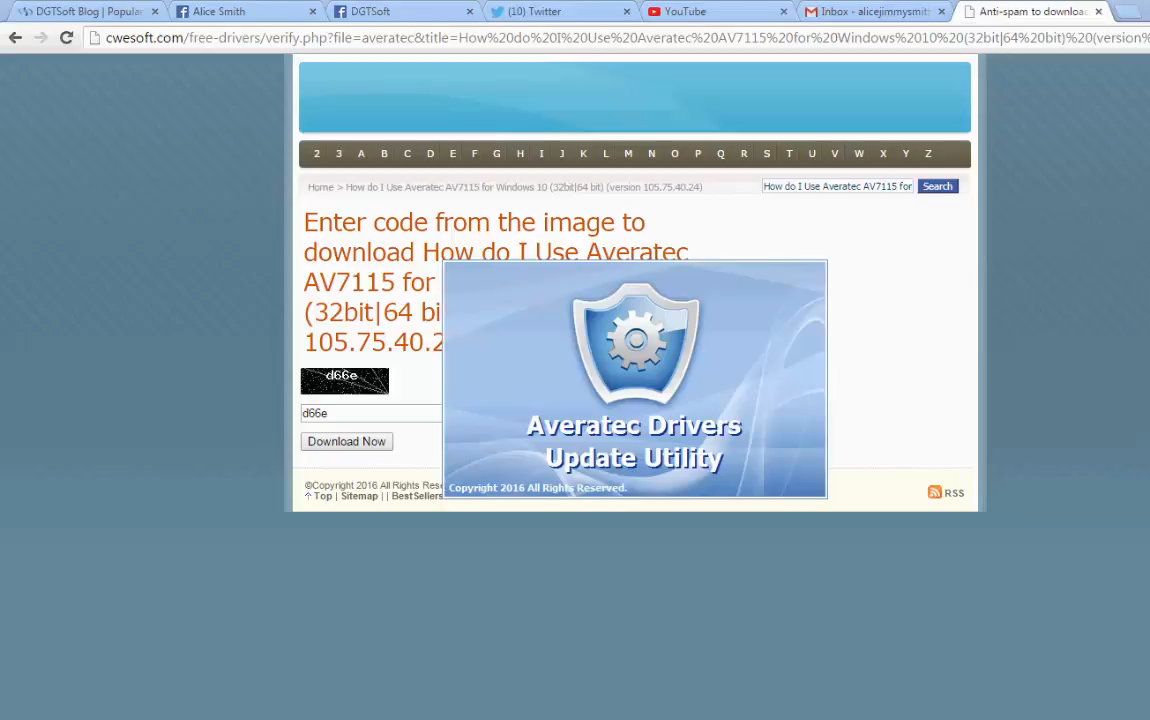 DGTSoft Blog | Popular
Alice Smith
DGTSoft
(10) Twitter
YouTube
Inbox - alicejimmysmit
Anti-spam to download
cwesoft.com/free-drivers/verify.php?file=averatec&title=How%20do%20I%20Use%20Averatec%20AV7115%20for%20Windows%2010%20(32bit|64%20bit)%20(version%
2 3 A B C D E F G H I J K L M N O P Q R S T U V W X Y Z
Home > How do I Use Averatec AV7115 for Windows 10 (32bit|64 bit) (version 105.75.40.24)
How do I Use Averatec AV7115 for
Search
Enter code from the image to
download How do I Use Averatec
AV7115 for
(32bit|64 bi
105.75.40.2
d66e
d66e
Download Now
Averatec Drivers
Update Utility
Copyright 2016 All Rights Reserved.
©Copyright 2016 All Rights Rese
Top | Sitemap | | BestSellers
RSS